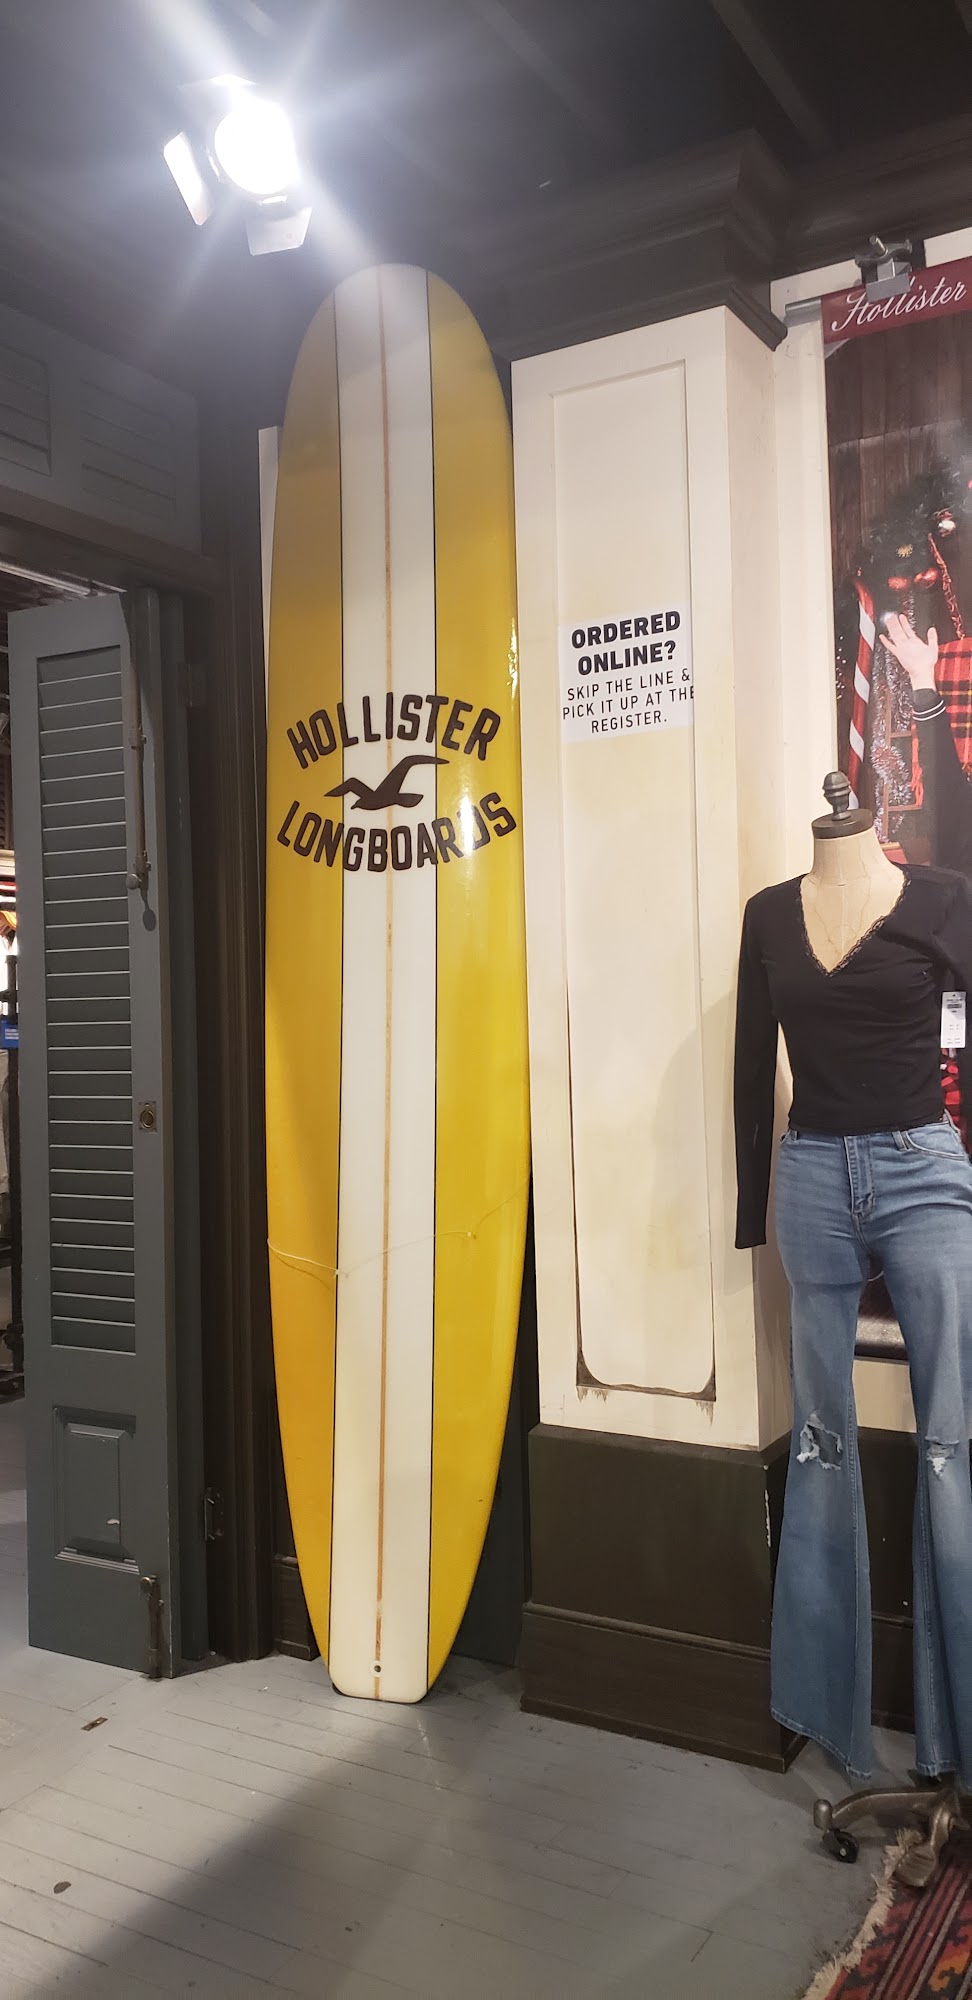 Hollister
HOLLISTER
LONGBOARDS
ORDERED
ONLINE?
SKIP THE LINE &
PICK IT UP AT THE
REGISTER.